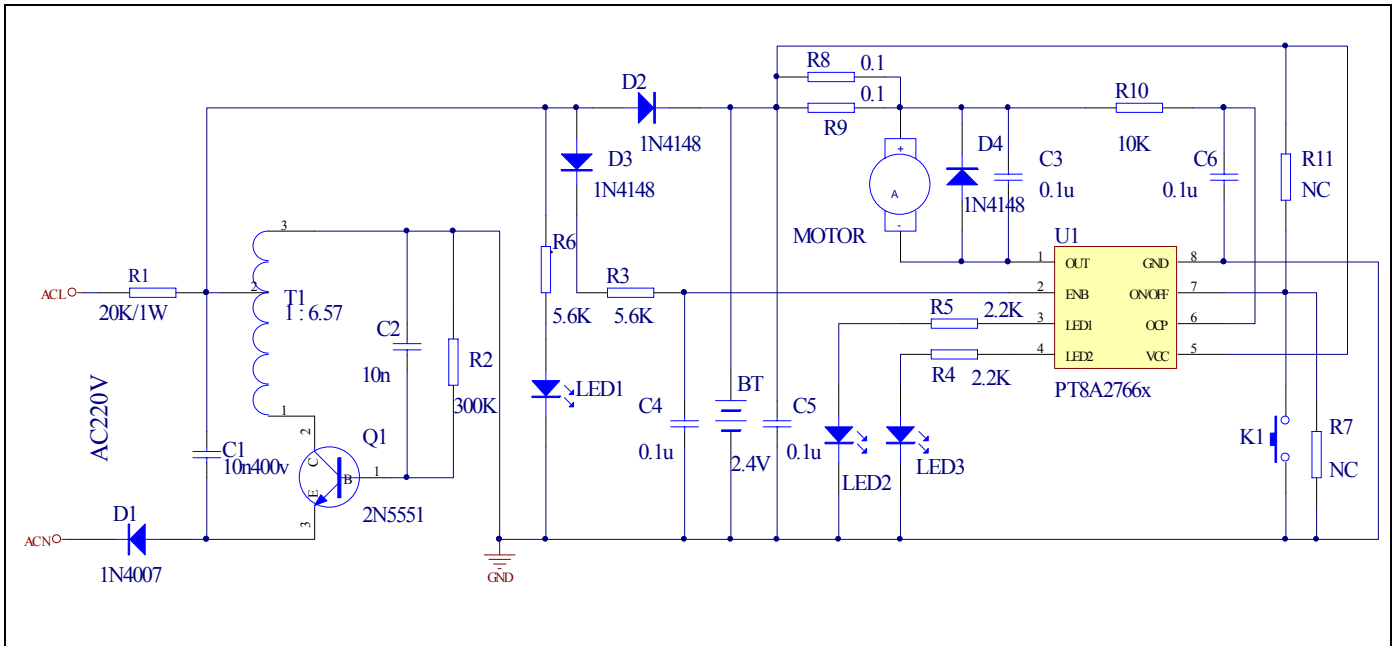 R8 0.1
D2
0.1
R9
R10
1N4148
D3
1N4148
D4
C3
0.1u
10K
C6
0.1u
R11
NC
+
A
-
1N4148
MOTOR
3
R6
U1
1 OUT GND 8
2 ENB ON/OFF 7
3 LED1 OCP 6
4 LED2 VCC 5
PT8A2766x
ACL
R1
20K/1W
2
T1
1 : 6.57
R3
5.6K
5.6K
R5 2.2K
R4 2.2K
C2
10n
R2
300K
LED1
BT
C4
0.1u
2.4V
C5
0.1u
LED2
LED3
K1
R7
NC
AC220V
1
2
C1
10n400v
Q1
C
B 1
E
3
2N5551
D1
ACN
1N4007
GND